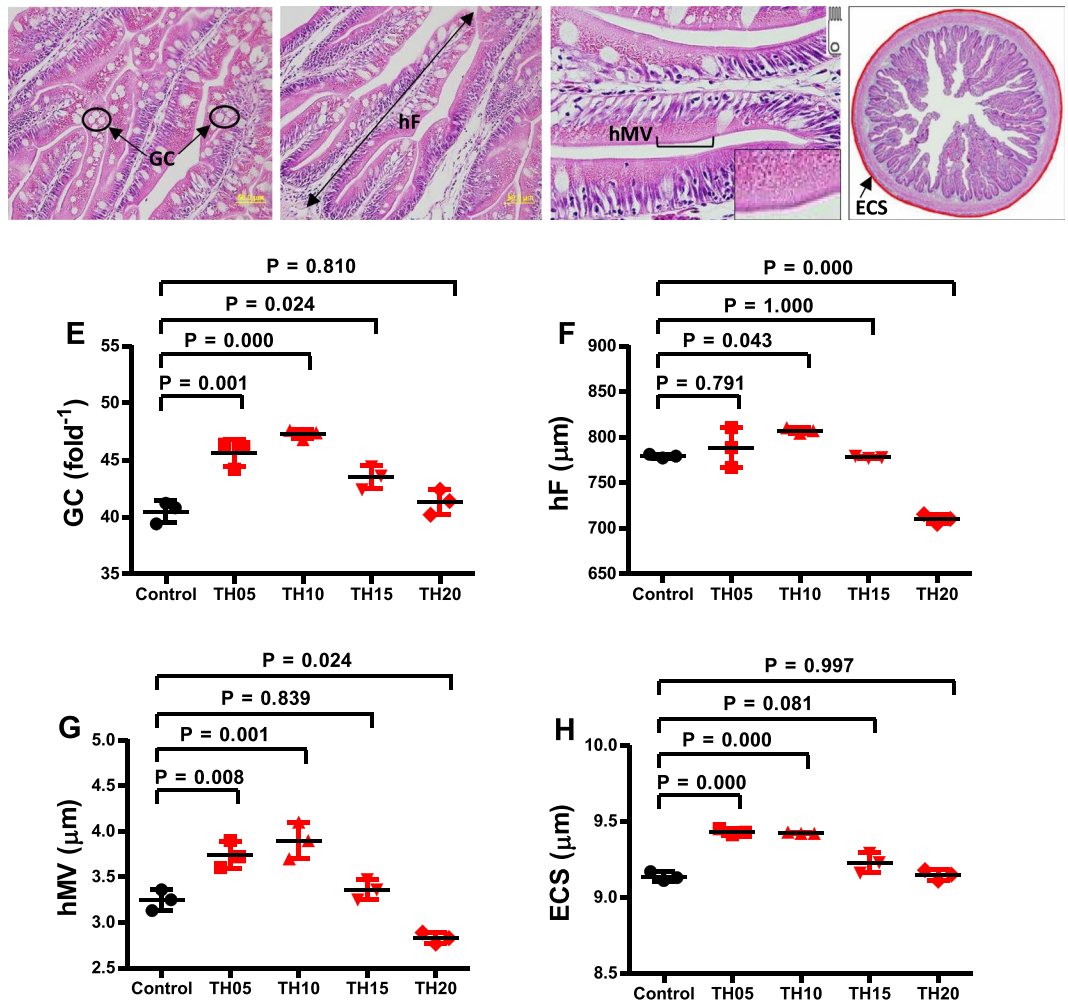 GC
hF
hMV
ECS
E
P = 0.810
P = 0.024
P = 0.000
P = 0.001
GC (fold⁻¹)
55
50
45
40
35
Control TH05 TH10 TH15 TH20
F
P = 0.000
P = 1.000
P = 0.043
P = 0.791
hF (μm)
900
850
800
750
700
650
Control TH05 TH10 TH15 TH20
G
P = 0.024
P = 0.839
P = 0.001
P = 0.008
hMV (μm)
5.0
4.5
4.0
3.5
3.0
2.5
Control TH05 TH10 TH15 TH20
H
P = 0.997
P = 0.081
P = 0.000
P = 0.000
ECS (μm)
10.0
9.5
9.0
8.5
Control TH05 TH10 TH15 TH20